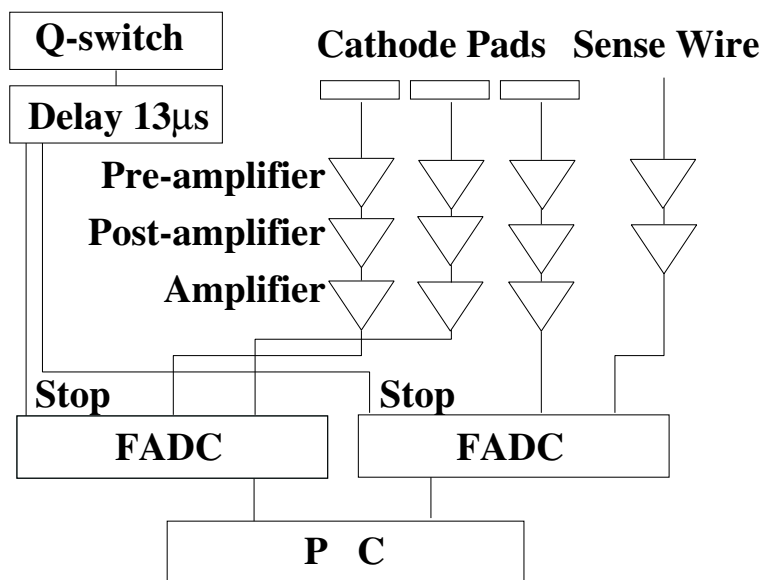 Q-switch
Cathode Pads Sense Wire
Delay 13μs
Pre-amplifier
Post-amplifier
Amplifier
Stop Stop
FADC FADC
P C